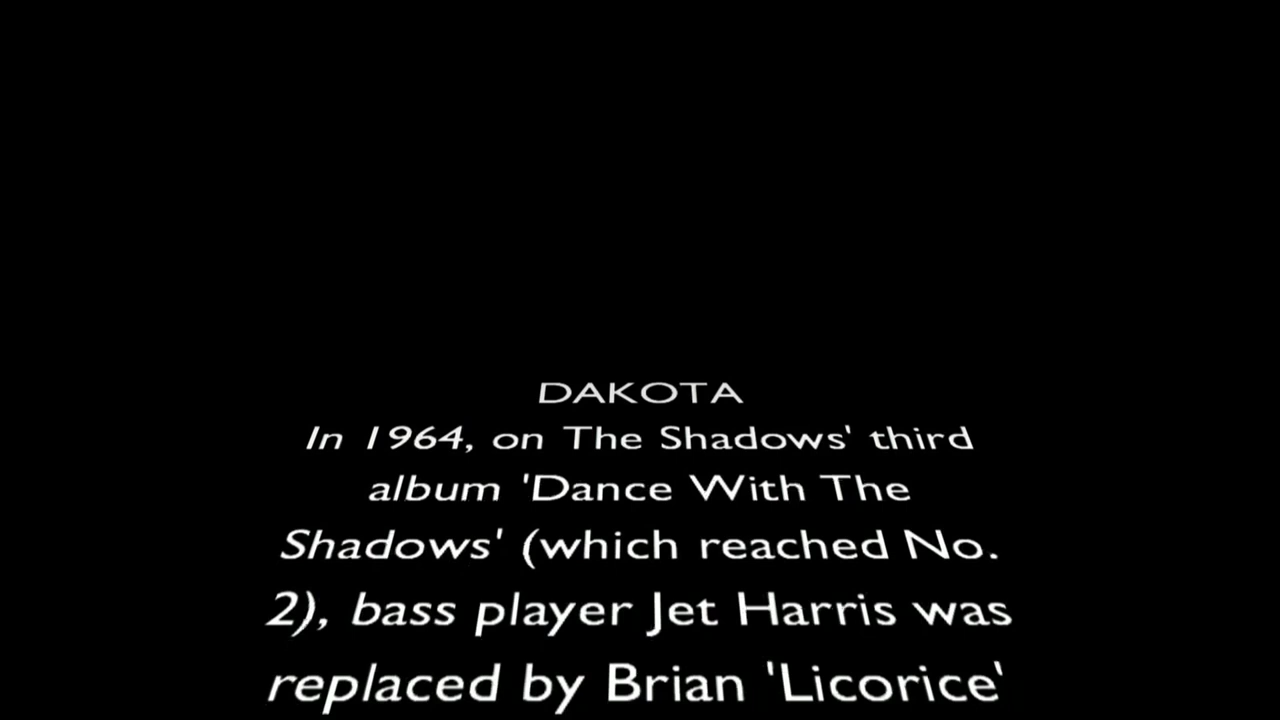 DAKOTA
In 1964, on The Shadows' third
album 'Dance With The
Shadows' (which reached No.
2), bass player Jet Harris was
replaced by Brian 'Licorice'